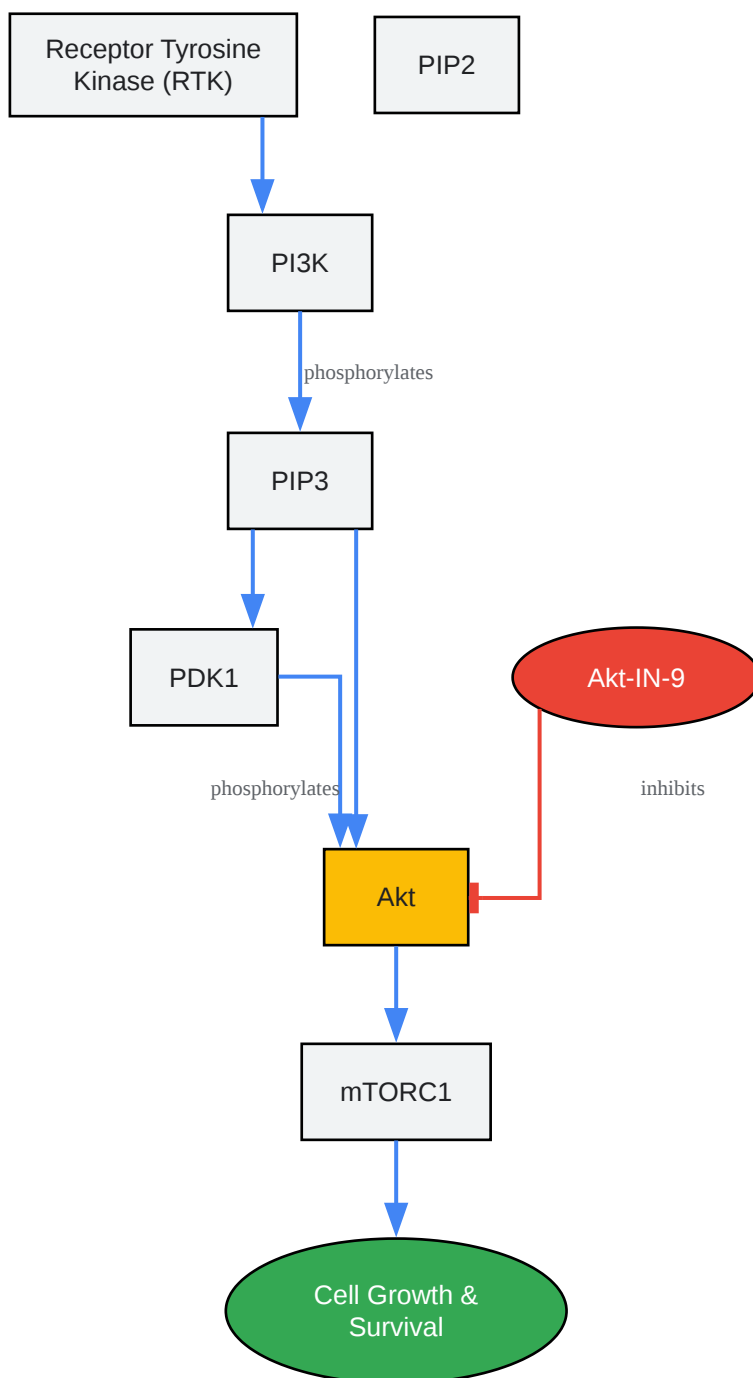 Receptor Tyrosine
Kinase (RTK)
PIP2
PI3K
phosphorylates
PIP3
PDK1
Akt-IN-9
phosphorylates
inhibits
Akt
mTORC1
Cell Growth &
Survival